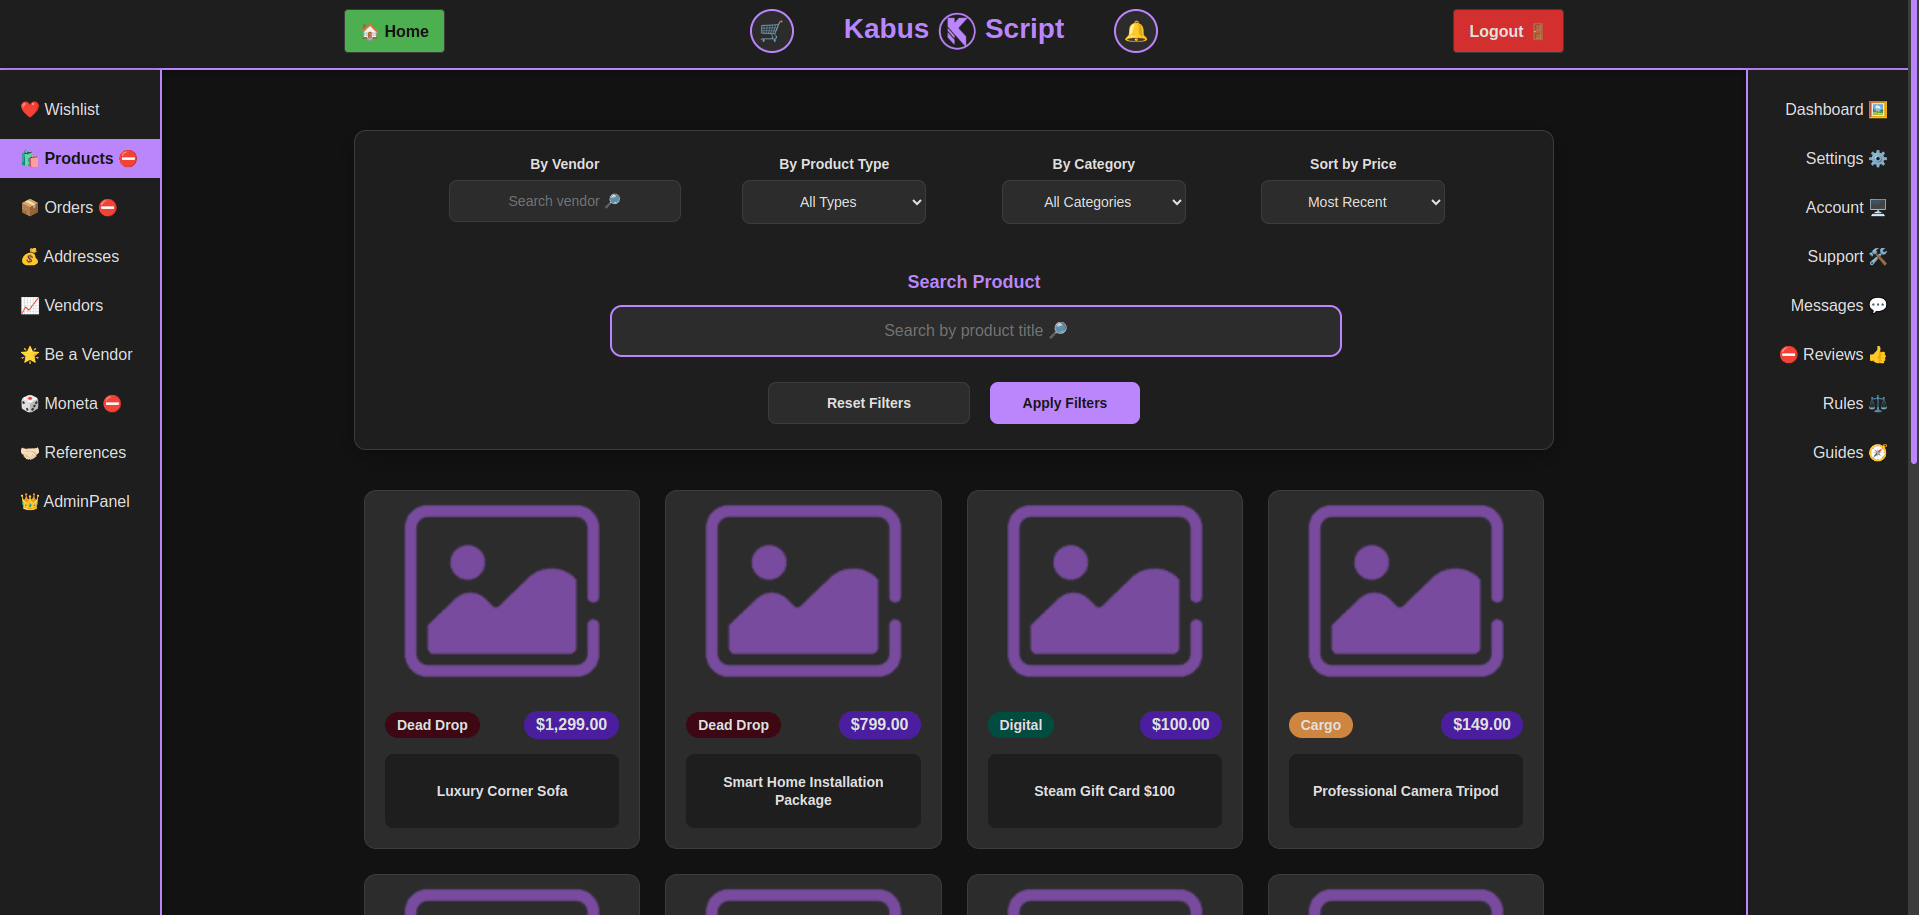 🏠 Home
🛒
Kabus Script
🔔
Logout 🚪
❤️ Wishlist
🛍️ Products ⛔
📦 Orders ⛔
💰 Addresses
📈 Vendors
🌟 Be a Vendor
🎲 Moneta ⛔
🤝🏻 References
👑 AdminPanel
By Vendor
Search vendor 🔎
By Product Type
All Types
By Category
All Categories
Sort by Price
Most Recent
Search Product
Search by product title 🔎
Reset Filters
Apply Filters
Dead Drop $1,299.00
Luxury Corner Sofa
Dead Drop $799.00
Smart Home Installation
Package
Digital $100.00
Steam Gift Card $100
Cargo $149.00
Professional Camera Tripod
Dashboard 🖼️
Settings ⚙️
Account 🖥️
Support 🛠️
Messages 💬
⛔ Reviews 👍
Rules ⚖️
Guides 🧭